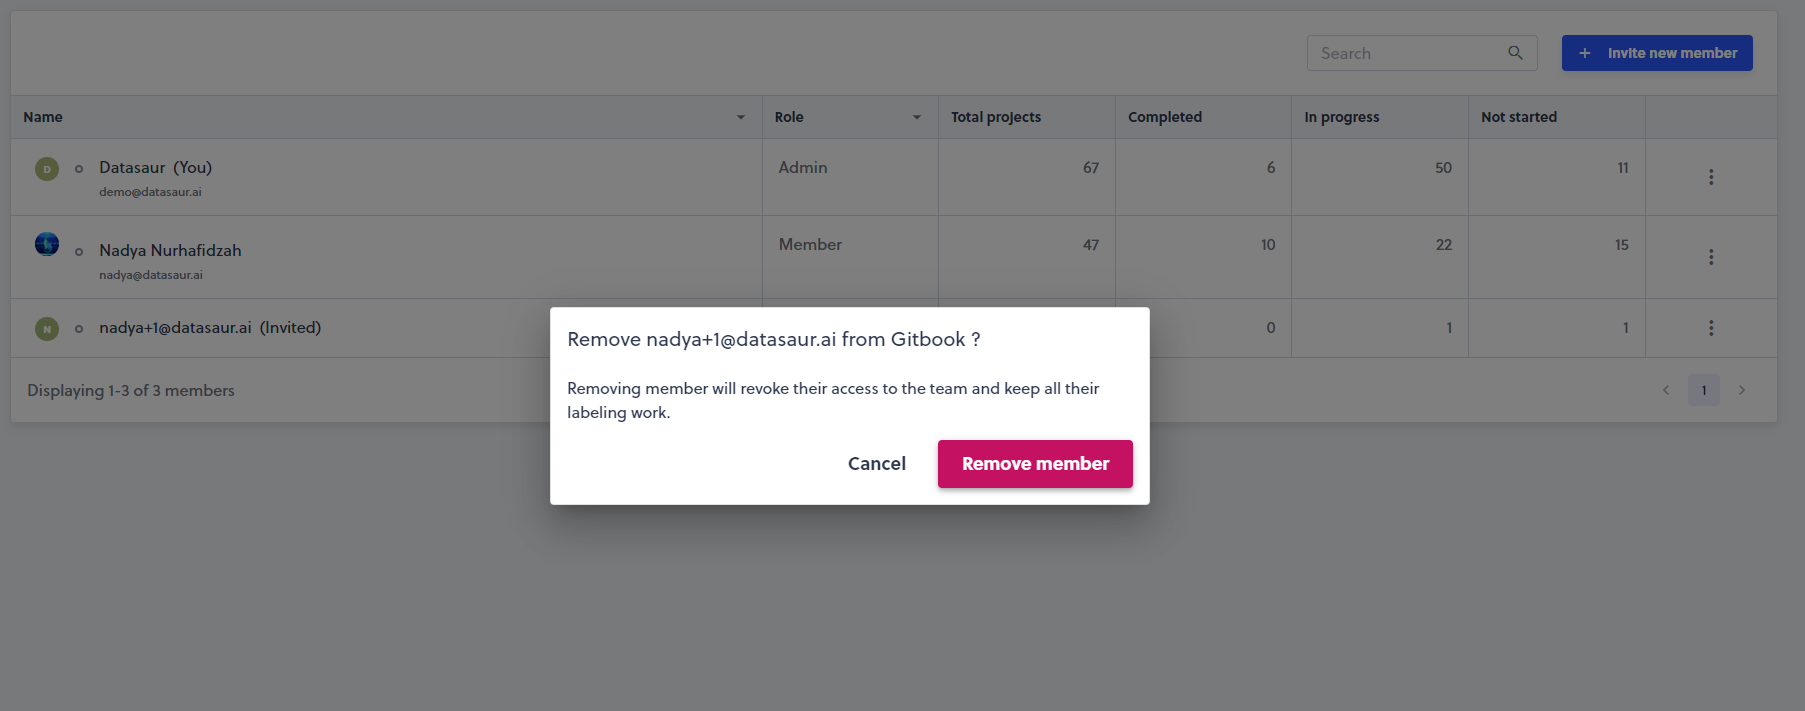 Search
+ Invite new member
Name Role Total projects Completed In progress Not started
D Datasaur (You) Admin 67 6 50 11
demo@datasaur.ai
Nadya Nurhafidzah Member 47 10 22 15
nadya@datasaur.ai
N nadya+1@datasaur.ai (Invited) 0 1 1
Remove nadya+1@datasaur.ai from Gitbook ?
Removing member will revoke their access to the team and keep all their
labeling work.
Cancel Remove member
Displaying 1-3 of 3 members
1